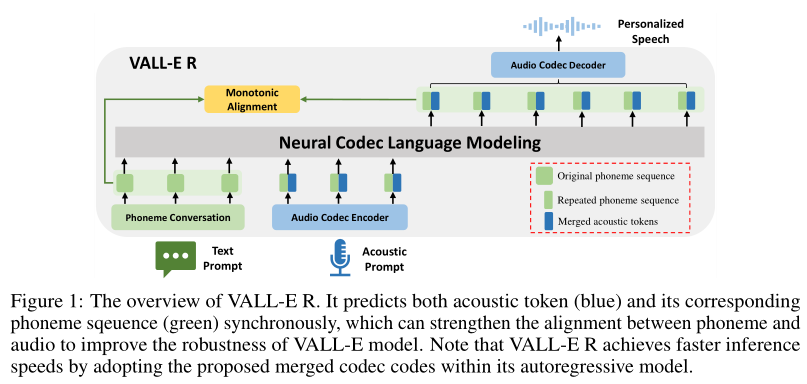 Personalized
Speech
VALL-E R
Audio Codec Decoder
Monotonic
Alignment
Neural Codec Language Modeling
Original phoneme sequence
Repeated phoneme sequence
Merged acoustic tokens
Phoneme Conversation
Audio Codec Encoder
Text
Prompt
Acoustic
Prompt
Figure 1: The overview of VALL-E R. It predicts both acoustic token (blue) and its corresponding
phoneme sqeuence (green) synchronously, which can strengthen the alignment between phoneme and
audio to improve the robustness of VALL-E model. Note that VALL-E R achieves faster inference
speeds by adopting the proposed merged codec codes within its autoregressive model.